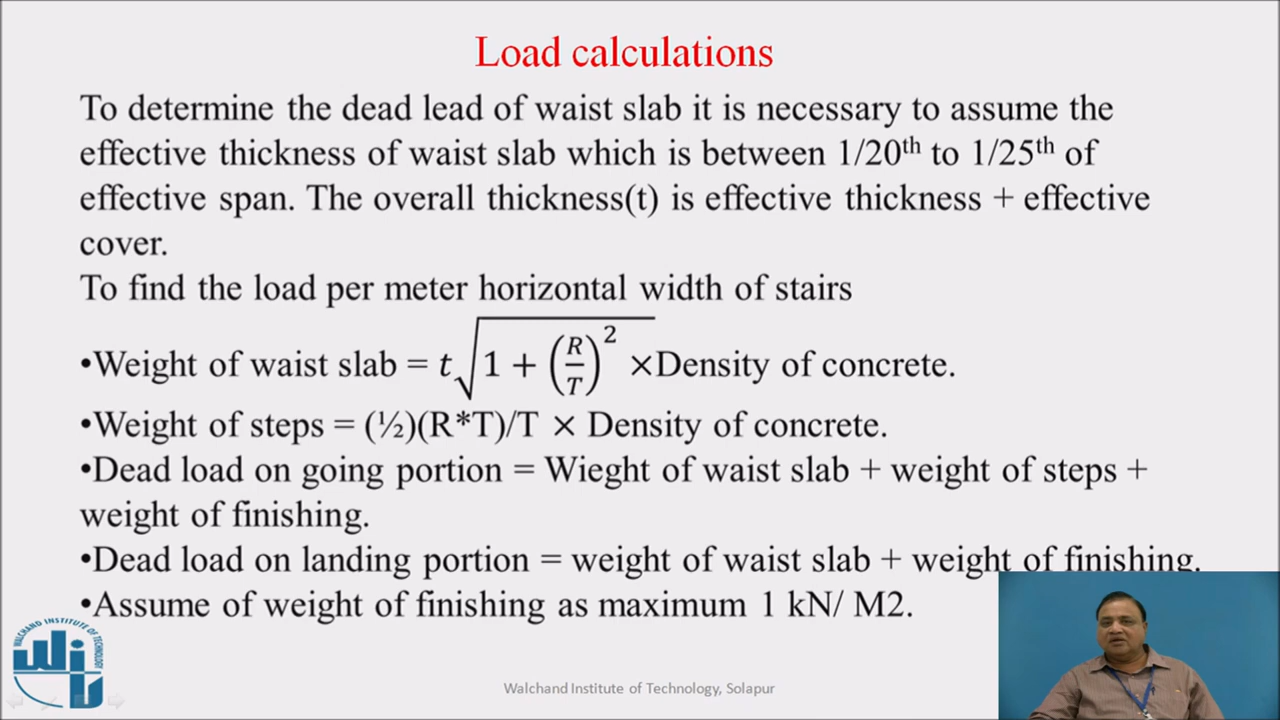 Load calculations
To determine the dead lead of waist slab it is necessary to assume the
effective thickness of waist slab which is between 1/20th to 1/25th of
effective span. The overall thickness(t) is effective thickness + effective
cover.
To find the load per meter horizontal width of stairs
•Weight of waist slab = t√(1 + (R/T)²) ×Density of concrete.
•Weight of steps = (½)(R*T)/T × Density of concrete.
•Dead load on going portion = Wieght of waist slab + weight of steps +
weight of finishing.
•Dead load on landing portion = weight of waist slab + weight of finishing.
•Assume of weight of finishing as maximum 1 kN/ M2.
WALCHAND INSTITUTE OF TECHNOLOGY
WIT
Walchand Institute of Technology, Solapur